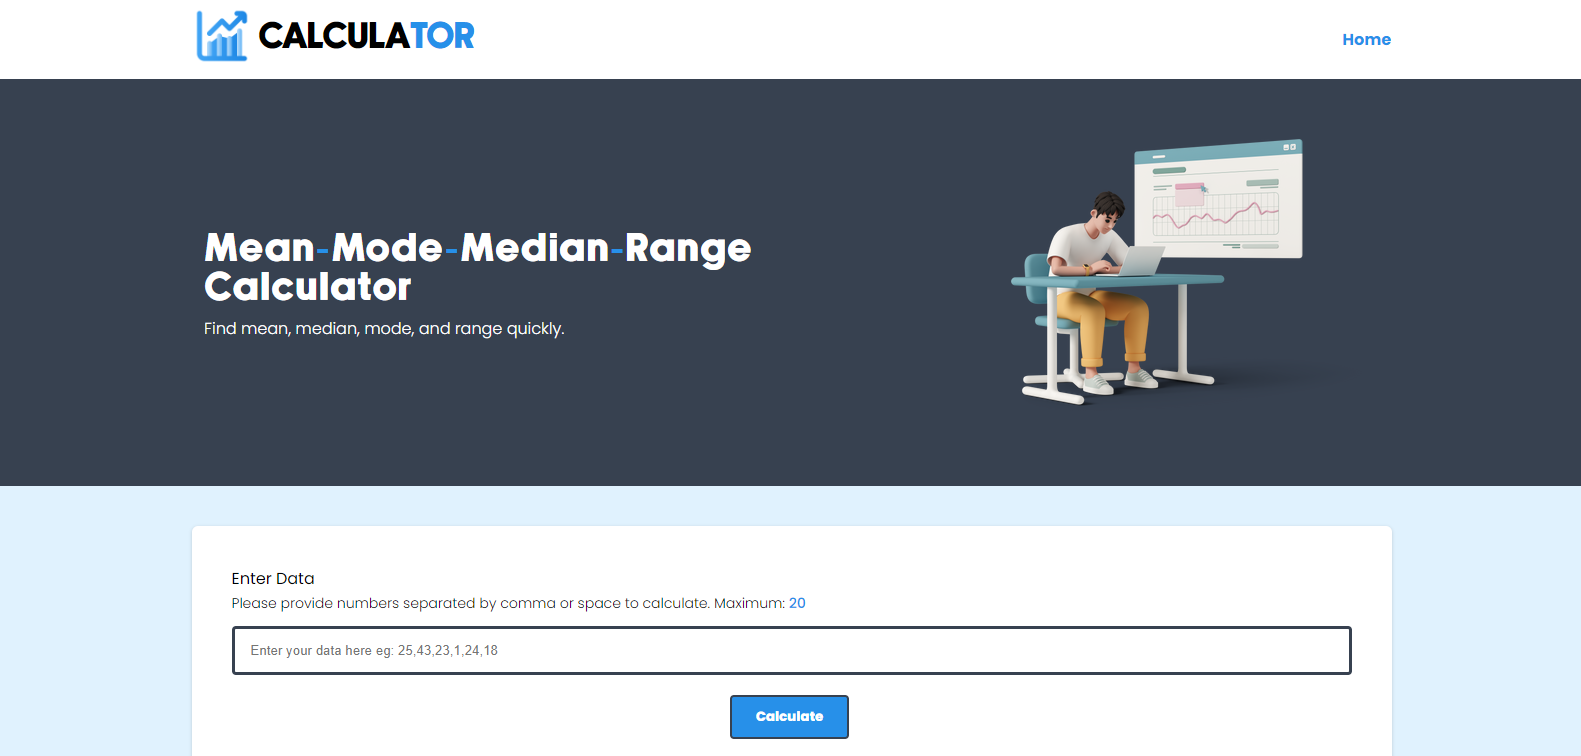 CALCULATOR
Home
Mean-Mode-Median-Range
Calculator
Find mean, median, mode, and range quickly.
Enter Data
Please provide numbers separated by comma or space to calculate. Maximum: 20
Enter your data here eg: 25,43,23,1,24,18
Calculate